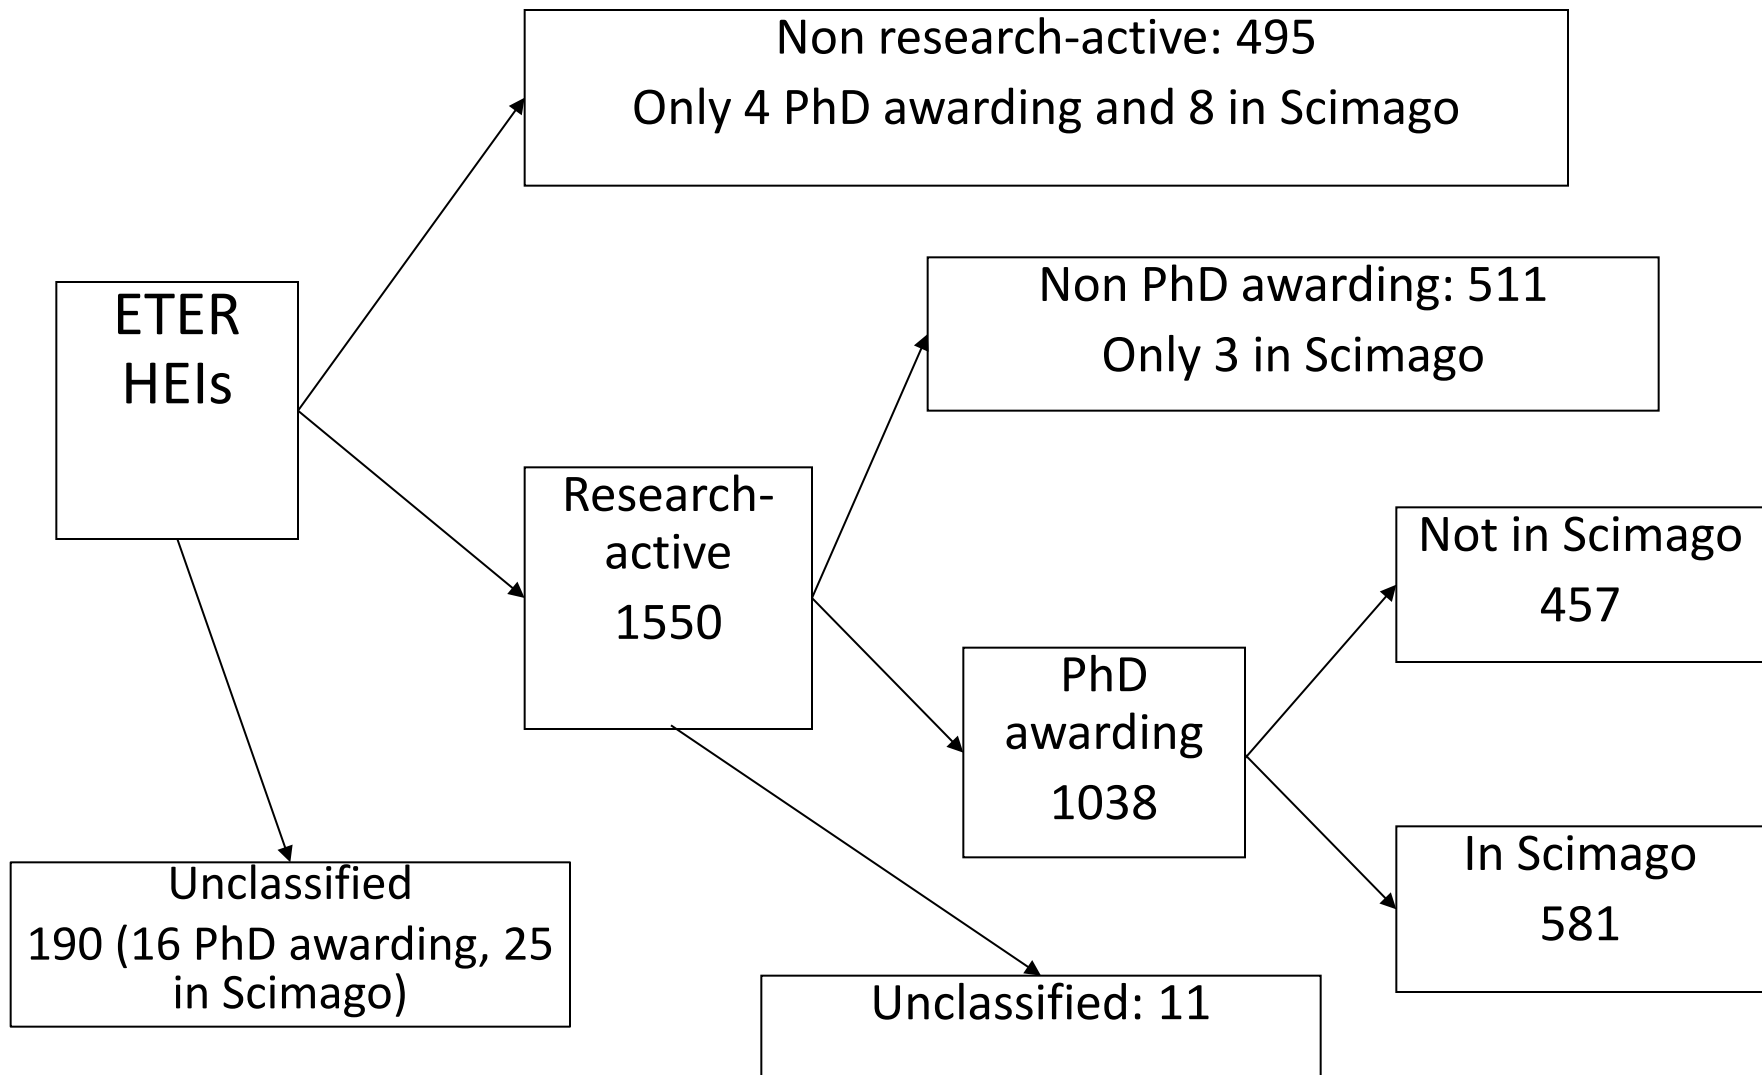 Non research-active: 495
Only 4 PhD awarding and 8 in Scimago
Non PhD awarding: 511
Only 3 in Scimago
ETER
HEIs
Research-
active
1550
Not in Scimago
457
PhD
awarding
1038
In Scimago
581
Unclassified
190 (16 PhD awarding, 25
in Scimago)
Unclassified: 11